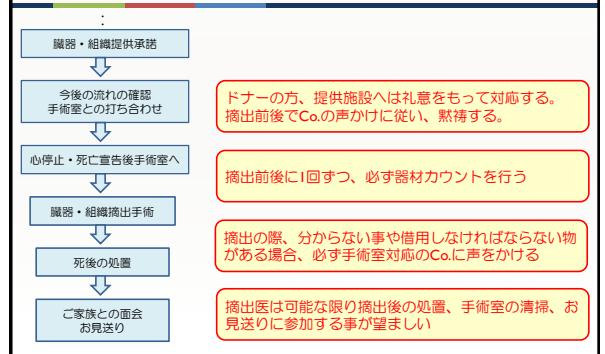 :
臓器・組織提供承諾
今後の流れの確認
手術室との打ち合わせ
ドナーの方、提供施設へは礼意をもって対応する。
摘出前後でCo.の声かけに従い、黙祷する。
心停止・死亡宣告後手術室へ
摘出前後に1回ずつ、必ず器材カウントを行う
臓器・組織摘出手術
摘出の際、分からない事や借用しなければならない物
がある場合、必ず手術室対応のCo.に声をかける
死後の処置
ご家族との面会
お見送り
摘出医は可能な限り摘出後の処置、手術室の清掃、お
見送りに参加する事が望ましい